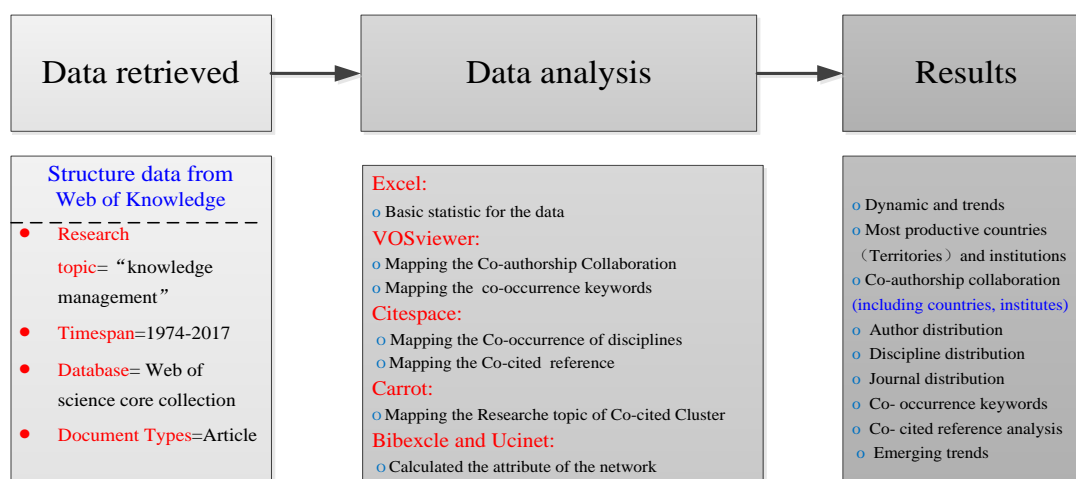 Data retrieved
Data analysis
Results
Structure data from
Web of Knowledge
● Research
topic= “knowledge
management”
● Timespan=1974-2017
● Database= Web of
science core collection
● Document Types=Article
Excel:
o Basic statistic for the data
VOSviewer:
o Mapping the Co-authorship Collaboration
o Mapping the co-occurrence keywords
Citespace:
o Mapping the Co-occurrence of disciplines
o Mapping the Co-cited reference
Carrot:
o Mapping the Researche topic of Co-cited Cluster
Bibexcle and Ucinet:
o Calculated the attribute of the network
o Dynamic and trends
o Most productive countries
（Territories） and institutions
o Co-authorship collaboration
(including countries, institutes)
o Author distribution
o Discipline distribution
o Journal distribution
o Co- occurrence keywords
o Co- cited reference analysis
o Emerging trends